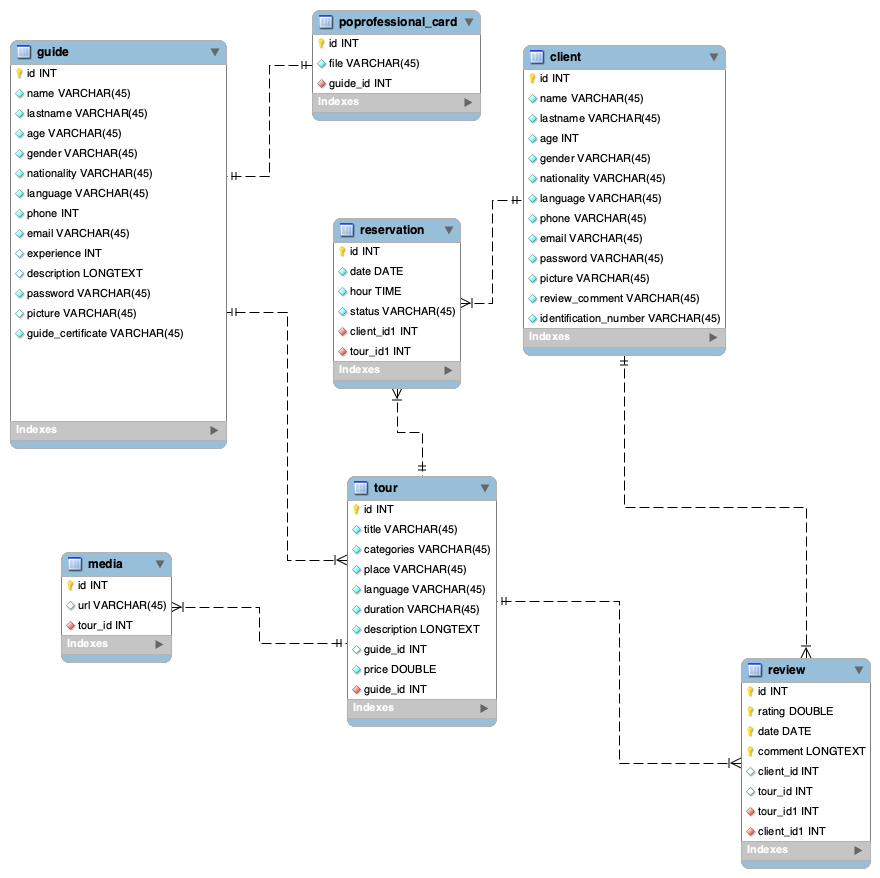 guide
id INT
name VARCHAR(45)
lastname VARCHAR(45)
age VARCHAR(45)
gender VARCHAR(45)
nationality VARCHAR(45)
language VARCHAR(45)
phone INT
email VARCHAR(45)
experience INT
description LONGTEXT
password VARCHAR(45)
picture VARCHAR(45)
guide_certificate VARCHAR(45)
Indexes
poprofessional_card
id INT
file VARCHAR(45)
guide_id INT
Indexes
client
id INT
name VARCHAR(45)
lastname VARCHAR(45)
age INT
gender VARCHAR(45)
nationality VARCHAR(45)
language VARCHAR(45)
phone VARCHAR(45)
email VARCHAR(45)
password VARCHAR(45)
picture VARCHAR(45)
review_comment VARCHAR(45)
identification_number VARCHAR(45)
Indexes
reservation
id INT
date DATE
hour TIME
status VARCHAR(45)
client_id1 INT
tour_id1 INT
Indexes
tour
id INT
title VARCHAR(45)
categories VARCHAR(45)
place VARCHAR(45)
language VARCHAR(45)
duration VARCHAR(45)
description LONGTEXT
guide_id INT
price DOUBLE
guide_id INT
Indexes
media
id INT
url VARCHAR(45)
tour_id INT
Indexes
review
id INT
rating DOUBLE
date DATE
comment LONGTEXT
client_id INT
tour_id INT
tour_id1 INT
client_id1 INT
Indexes